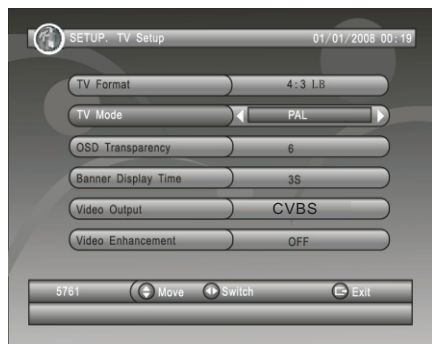 SETUP. TV Setup 01/01/2008 00:19
TV Format 4:3 LB
TV Mode PAL
OSD Transparency 6
Banner Display Time 3S
Video Output CVBS
Video Enhancement OFF
5761 Move Switch Exit